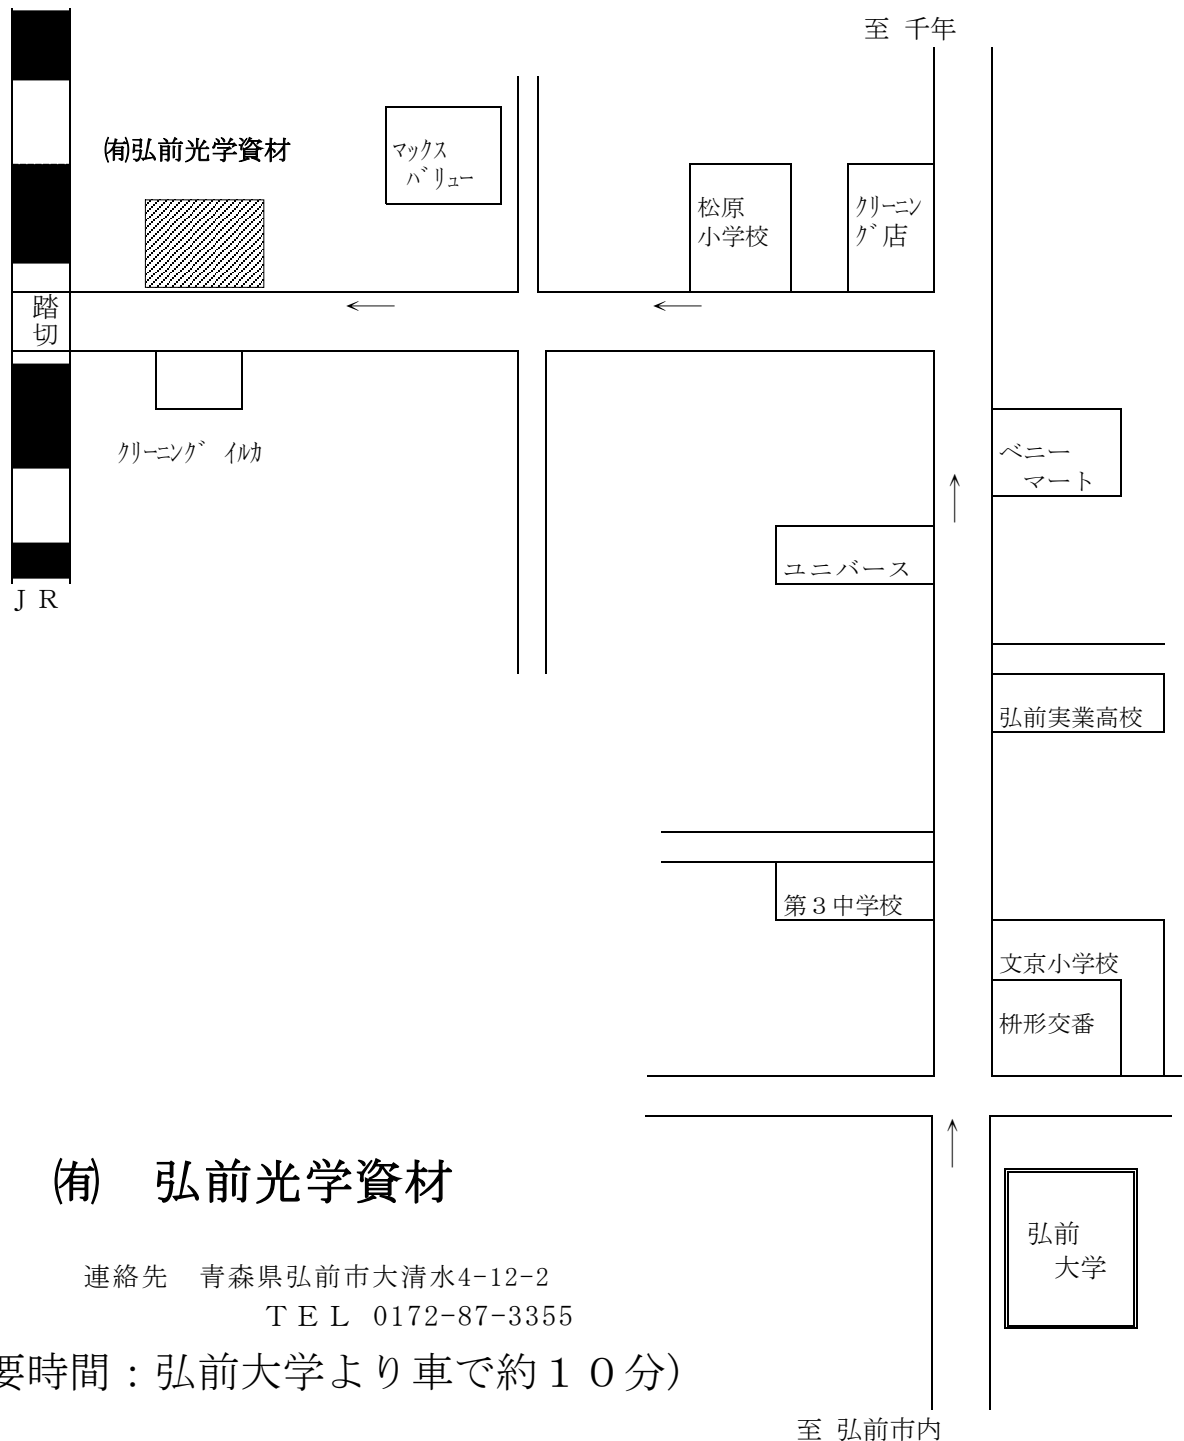 至 千年
㈲弘前光学資材
マックス
バリュー
松原
小学校
クリーニン
グ店
踏
切
クリーニング イルカ
ベニー
マート
ユニバース
ＪＲ
弘前実業高校
第３中学校
文京小学校
枡形交番
㈲　弘前光学資材
弘前
大学
連絡先　青森県弘前市大清水4-12-2
ＴＥＬ 0172-87-3355
要時間：弘前大学より車で約１０分)
至 弘前市内